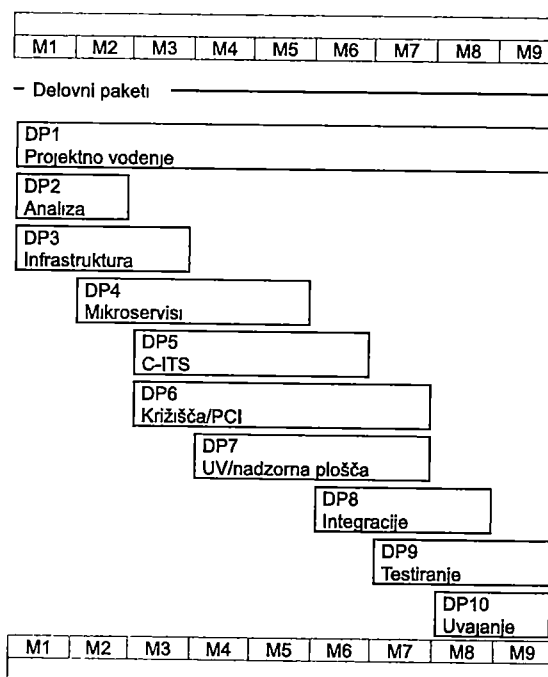 M1 M2 M3 M4 M5 M6 M7 M8 M9
Delovni paketi
DP1
Projektno vodenje
DP2
Analiza
DP3
Infrastruktura
DP4
Mikroservisi
DP5
C-ITS
DP6
Križišča/PCI
DP7
UV/nadzorna plošča
DP8
Integracije
DP9
Testiranje
DP10
Uvajanje
M1 M2 M3 M4 M5 M6 M7 M8 M9